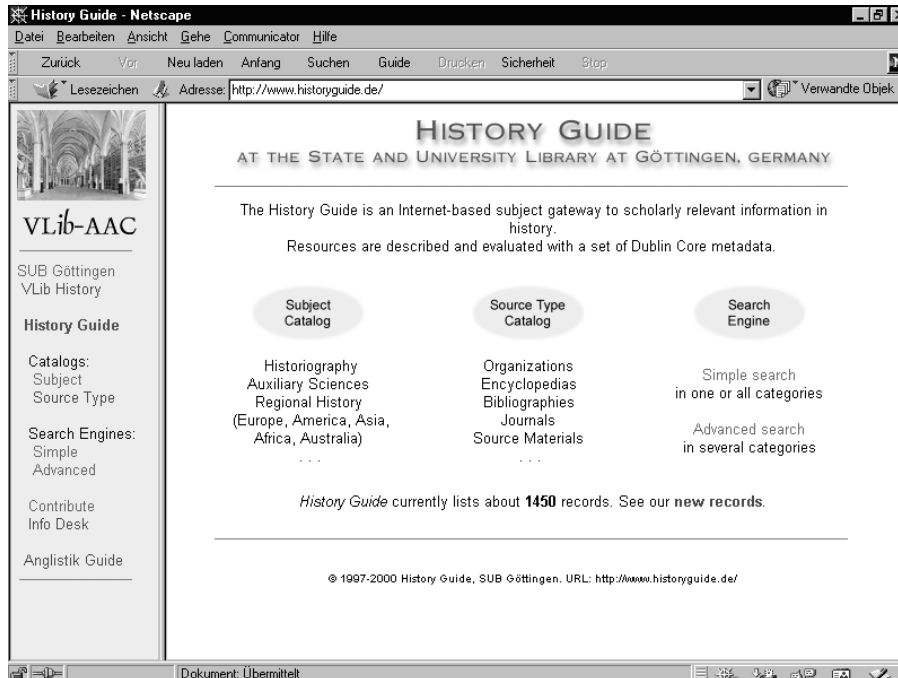 History Guide - Netscape
Datei Bearbeiten Ansicht Gehe Communicator Hilfe
Zurück Vor Neu laden Anfang Suchen Guide Drucken Sicherheit Stop
Lesezeichen Adresse: http://www.historyguide.de/ Verwandte Objek
VLib-AAC
SUB Göttingen
VLib History
History Guide
Catalogs:
Subject
Source Type
Search Engines:
Simple
Advanced
Contribute
Info Desk
Anglistik Guide
HISTORY GUIDE
AT THE STATE AND UNIVERSITY LIBRARY AT GÖTTINGEN, GERMANY
The History Guide is an Internet-based subject gateway to scholarly relevant information in
history.
Resources are described and evaluated with a set of Dublin Core metadata.
Subject
Catalog
Historiography
Auxiliary Sciences
Regional History
(Europe, America, Asia,
Africa, Australia)
. . .
Source Type
Catalog
Organizations
Encyclopedias
Bibliographies
Journals
Source Materials
. . .
Search
Engine
Simple search
in one or all categories
Advanced search
in several categories
History Guide currently lists about 1450 records. See our new records.
© 1997-2000 History Guide, SUB Göttingen. URL: http://www.historyguide.de/
Dokument: Übermittelt